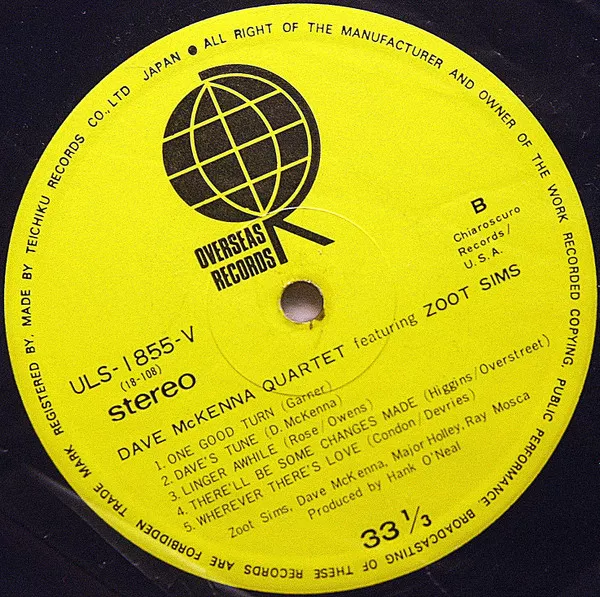 REGISTERED BY. MADE BY TEICHIKU RECORDS CO., LTD JAPAN ● ALL RIGHT OF THE MANUFACTURER AND OWNER OF THE WORK RECORDED COPYING, PUBLIC PERFORMANCE BROADCASTING OF THESE RECORDS ARE FORBIDDEN TRADE MARK
OVERSEAS
RECORDS
B
Chiaroscuro
Records/
U.S.A.
ULS-1855-V
(18-108)
stereo
DAVE McKENNA QUARTET featuring ZOOT SIMS
1. ONE GOOD TURN (Garner)
2. DAVE'S TUNE (D. McKenna)
3. LINGER AWHILE (Rose/Owens)
4. THERE'LL BE SOME CHANGES MADE (Higgins/Overstreet)
5. WHEREVER THERE'S LOVE (Condon/Devries)
Zoot Sims, Dave McKenna, Major Holley, Ray Mosca
Produced by Hank O'Neal
33 1/3